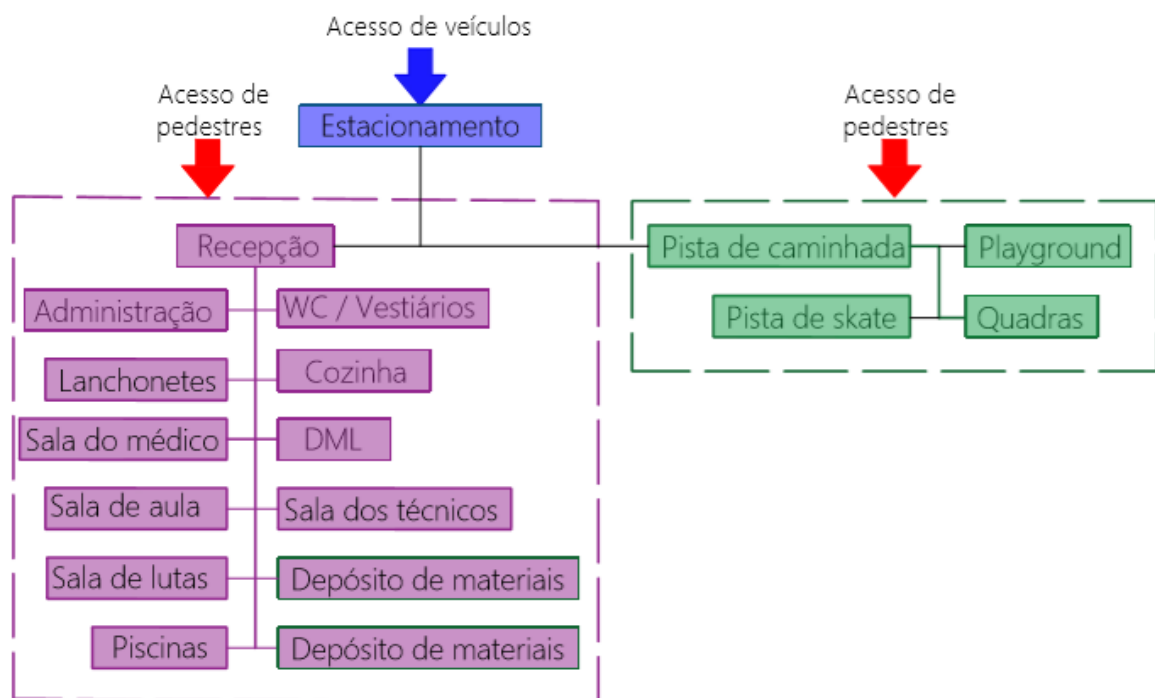 Acesso de veículos
Acesso de
pedestres
Estacionamento
Acesso de
pedestres
Recepção
Administração
WC / Vestiários
Lanchonetes
Cozinha
Sala do médico
DML
Sala de aula
Sala dos técnicos
Sala de lutas
Depósito de materiais
Piscinas
Depósito de materiais
Pista de caminhada
Playground
Pista de skate
Quadras